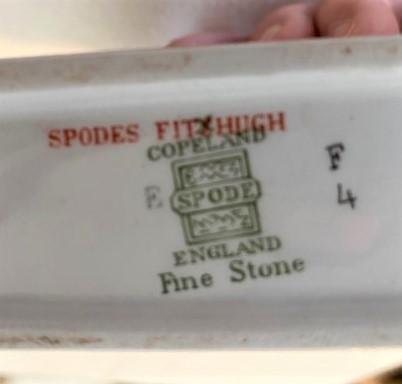 SPODES FITZHUGH
COPELAND
E
SPODE
ENGLAND
Fine Stone
F
4